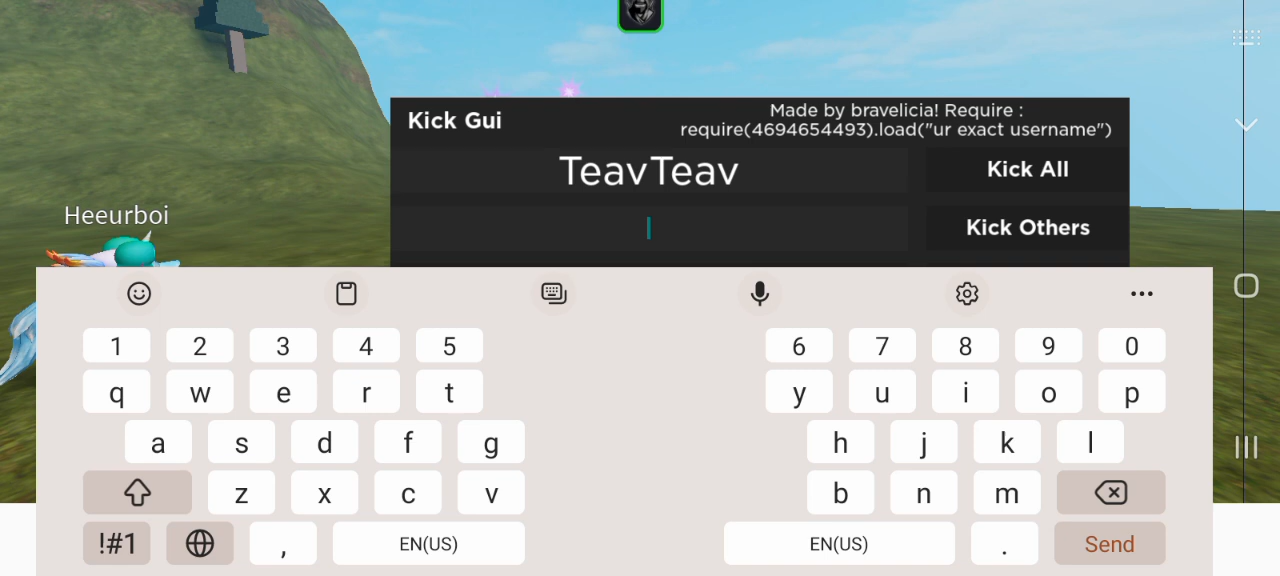 Kick Gui
Made by bravelicia! Require :
require(4694654493).load("ur exact username")
TeavTeav
Kick All
Heeurboi
Kick Others
1 2 3 4 5 6 7 8 9 0
q w e r t y u i o p
a s d f g h j k l
z x c v b n m
!#1 , EN(US) EN(US) . Send